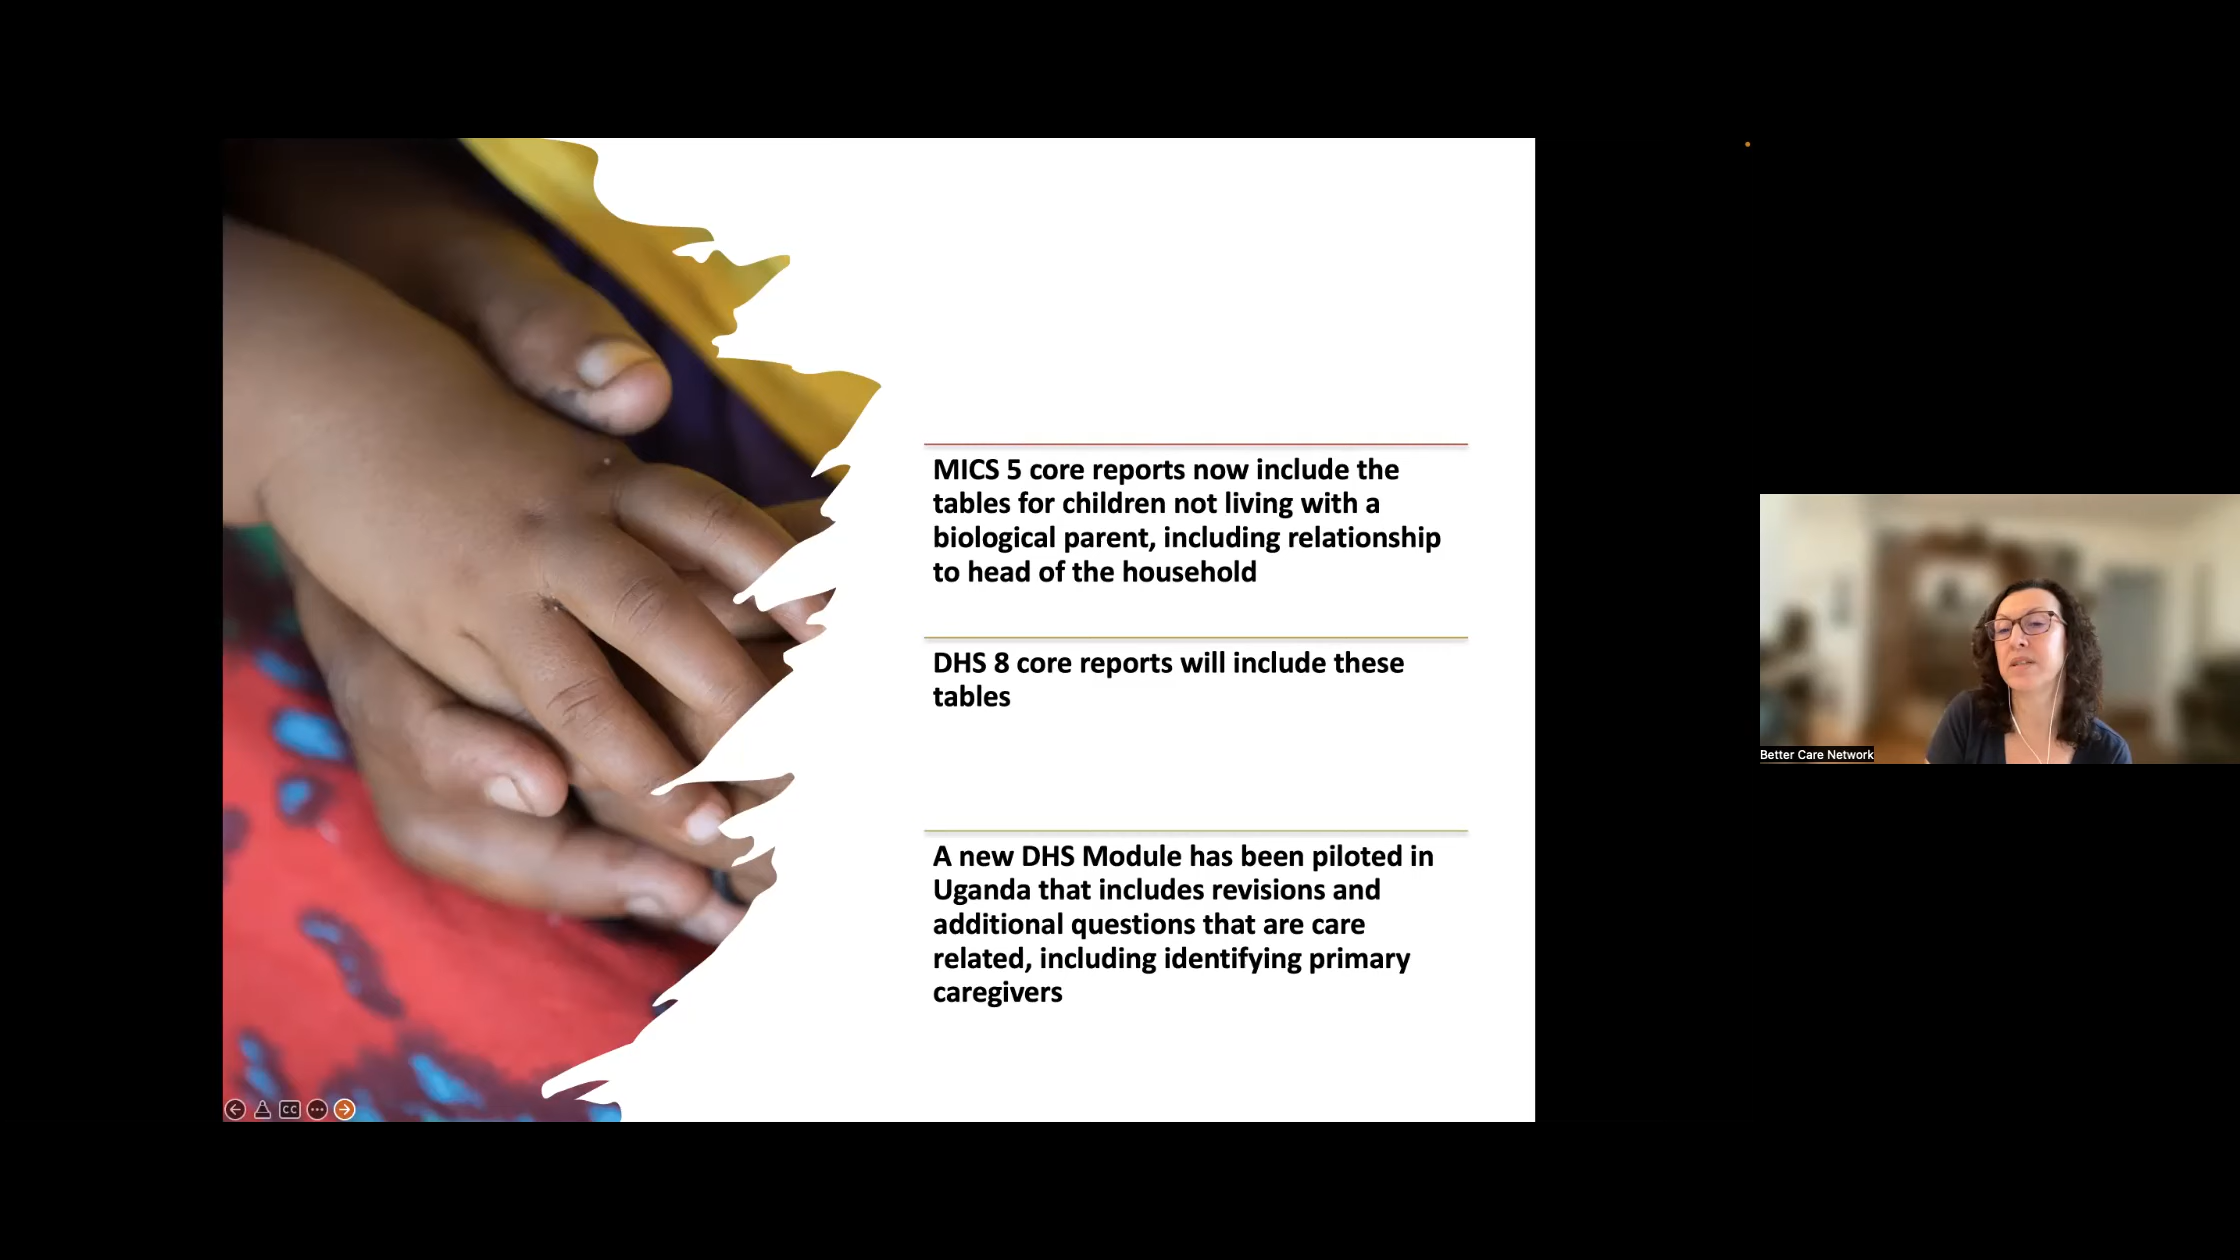 MICS 5 core reports now include the
tables for children not living with a
biological parent, including relationship
to head of the household
DHS 8 core reports will include these
tables
A new DHS Module has been piloted in
Uganda that includes revisions and
additional questions that are care
related, including identifying primary
caregivers
Better Care Network
CC